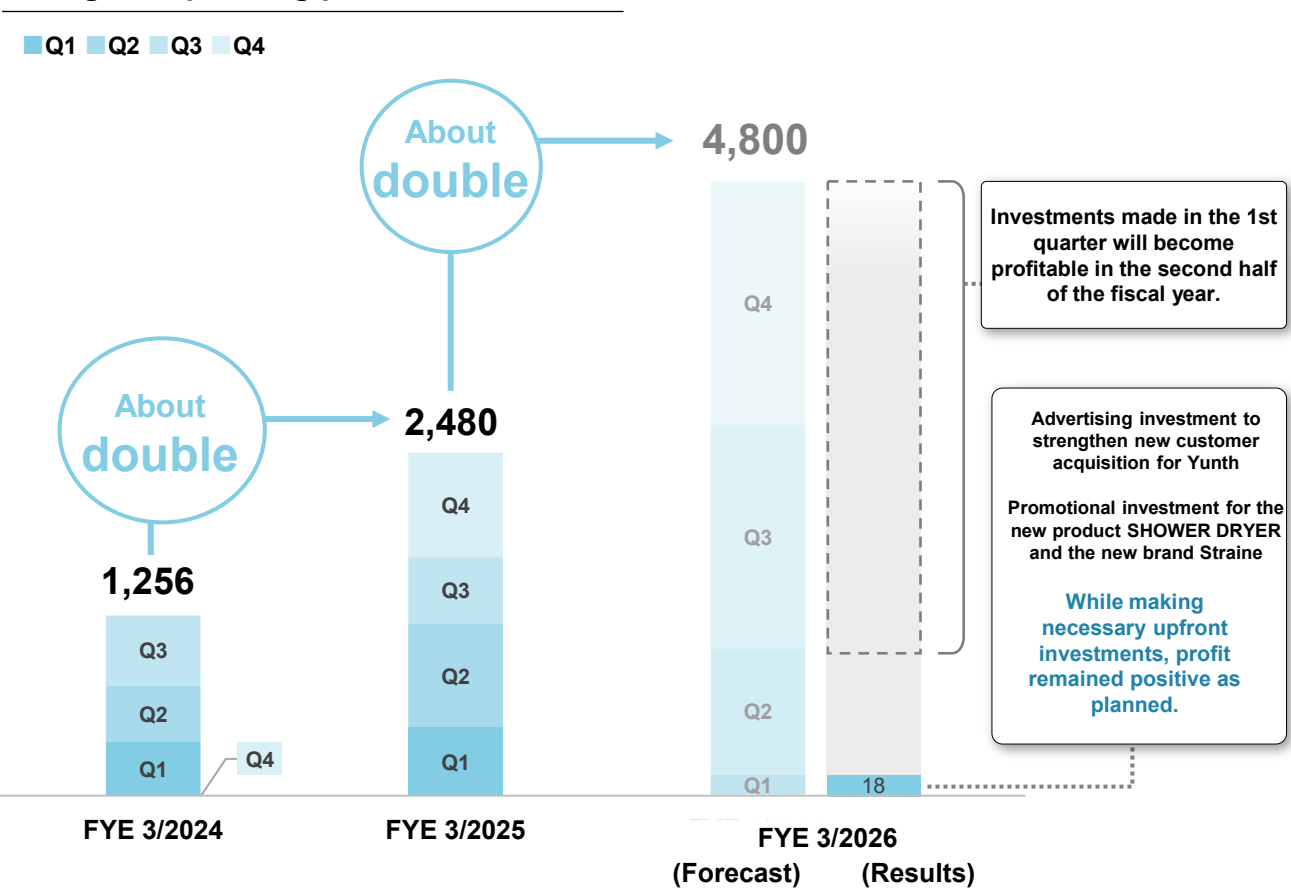 Q1 Q2 Q3 Q4
About
double
4,800
Investments made in the 1st
quarter will become
profitable in the second half
of the fiscal year.
Q4
About
double
2,480
Advertising investment to
strengthen new customer
acquisition for Yunth
Promotional investment for the
new product SHOWER DRYER
and the new brand Straine
While making
necessary upfront
investments, profit
remained positive as
planned.
Q4
Q3
Q3
1,256
Q3
Q2
Q2
Q2
Q1
Q4
Q1
Q1
18
FYE 3/2024
FYE 3/2025
FYE 3/2026
(Forecast) (Results)